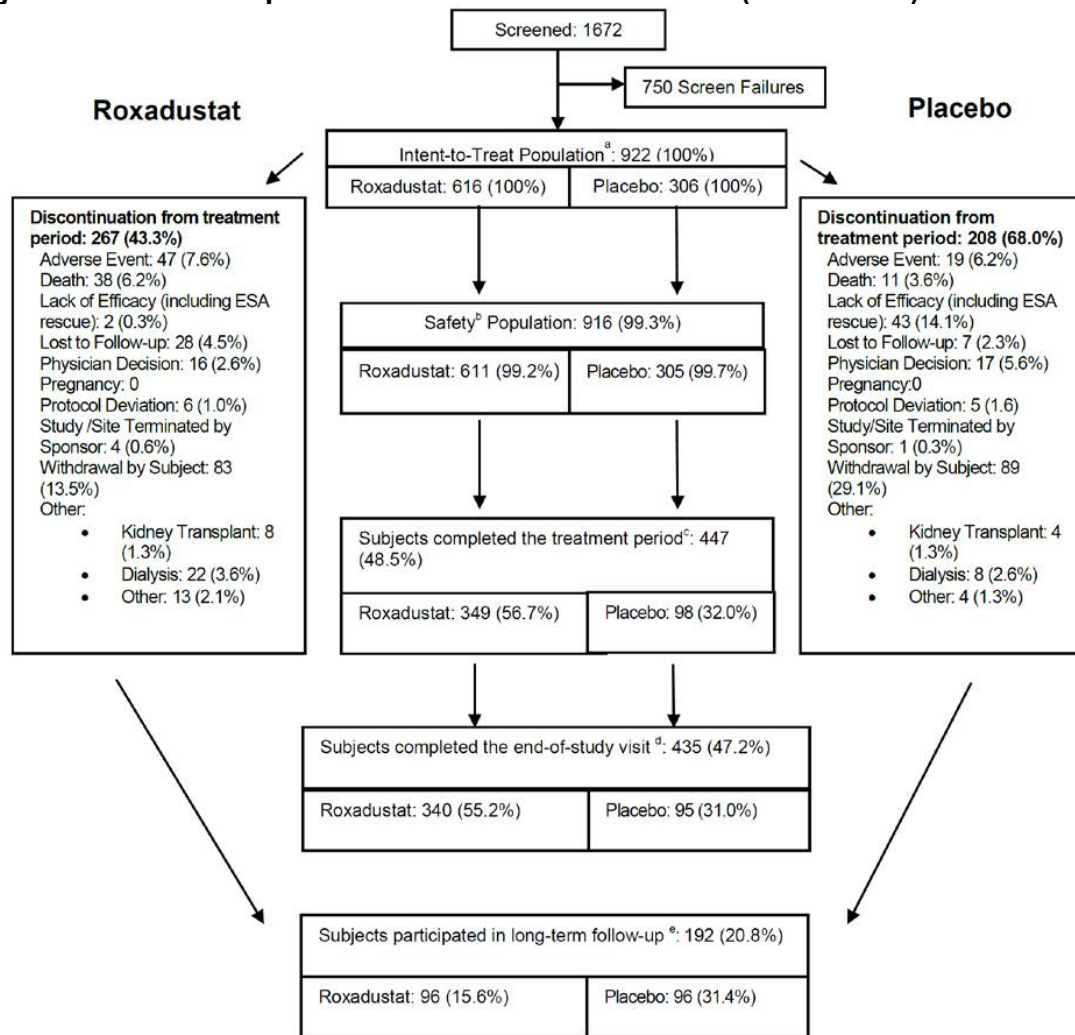 Screened: 1672
750 Screen Failures
Roxadustat
Placebo
Intent-to-Treat Populationᵃ: 922 (100%)
Roxadustat: 616 (100%)
Placebo: 306 (100%)
Discontinuation from treatment
period: 267 (43.3%)
Adverse Event: 47 (7.6%)
Death: 38 (6.2%)
Lack of Efficacy (including ESA
rescue): 2 (0.3%)
Lost to Follow-up: 28 (4.5%)
Physician Decision: 16 (2.6%)
Pregnancy: 0
Protocol Deviation: 6 (1.0%)
Study /Site Terminated by
Sponsor: 4 (0.6%)
Withdrawal by Subject: 83
(13.5%)
Other:
• Kidney Transplant: 8
(1.3%)
• Dialysis: 22 (3.6%)
• Other: 13 (2.1%)
Discontinuation from
treatment period: 208 (68.0%)
Adverse Event: 19 (6.2%)
Death: 11 (3.6%)
Lack of Efficacy (including ESA
rescue): 43 (14.1%)
Lost to Follow-up: 7 (2.3%)
Physician Decision: 17 (5.6%)
Pregnancy:0
Protocol Deviation: 5 (1.6)
Study/Site Terminated by
Sponsor: 1 (0.3%)
Withdrawal by Subject: 89
(29.1%)
Other:
• Kidney Transplant: 4
(1.3%)
• Dialysis: 8 (2.6%)
• Other: 4 (1.3%)
Safetyᵇ Population: 916 (99.3%)
Roxadustat: 611 (99.2%)
Placebo: 305 (99.7%)
Subjects completed the treatment periodᶜ: 447
(48.5%)
Roxadustat: 349 (56.7%)
Placebo: 98 (32.0%)
Subjects completed the end-of-study visit ᵈ: 435 (47.2%)
Roxadustat: 340 (55.2%)
Placebo: 95 (31.0%)
Subjects participated in long-term follow-up ᵉ: 192 (20.8%)
Roxadustat: 96 (15.6%)
Placebo: 96 (31.4%)